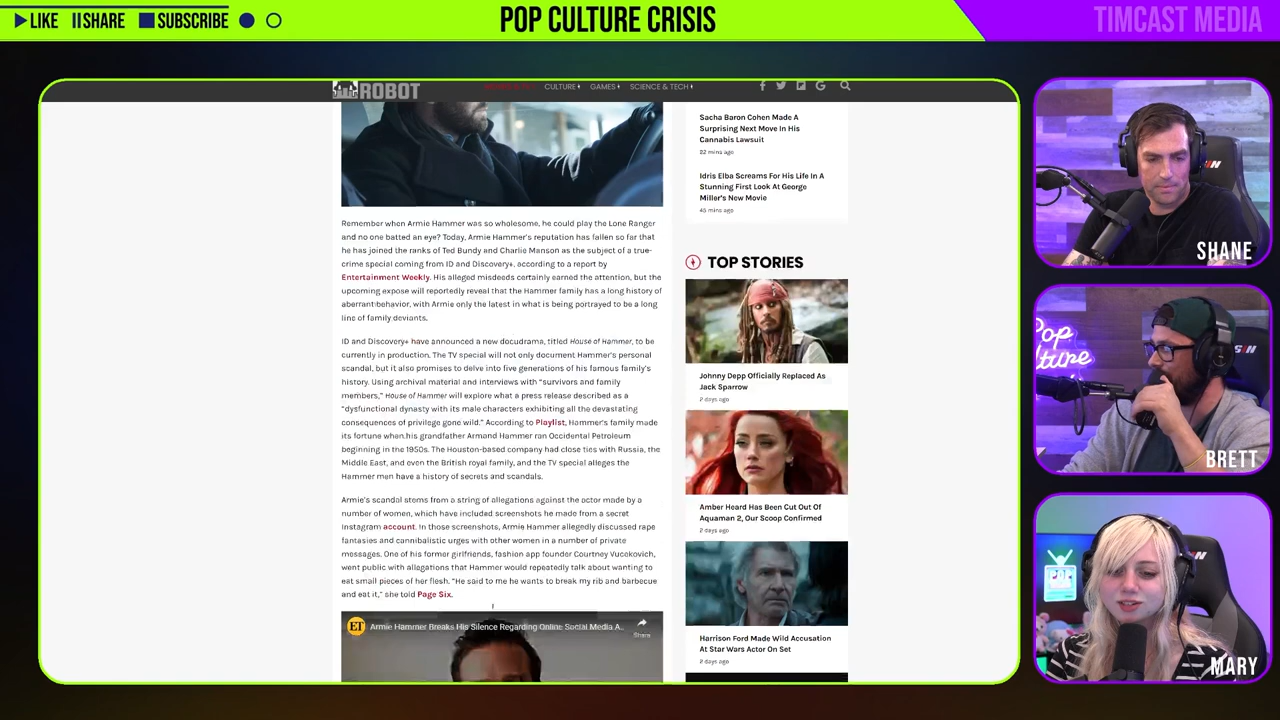 LIKE SHARE SUBSCRIBE
POP CULTURE CRISIS
TIMCAST MEDIA
ROBOT
CULTURE GAMES SCIENCE & TECH
Sacha Baron Cohen Made A
Surprising Next Move In His
Cannabis Lawsuit
22 mins ago
Idris Elba Screams For His Life In A
Stunning First Look At George
Miller's New Movie
45 mins ago
Remember when Armie Hammer was so wholesome, he could play the Lone Ranger
and no one batted an eye? Today, Armie Hammer's reputation has fallen so far that
he has joined the ranks of Ted Bundy and Charlie Manson as the subject of a true-
crime special coming from ID and Discovery+, according to a report by
Entertainment Weekly. His alleged misdeeds certainly earned the attention, but the
upcoming expose will reportedly reveal that the Hammer family has a long history of
aberrant behavior, with Armie only the latest in what is being portrayed to be a long
line of family deviants.
ID and Discovery+ have announced a new docudrama, titled House of Hammer, to be
currently in production. The TV special will not only document Hammer's personal
scandal, but it also promises to delve into five generations of his famous family's
history. Using archival material and interviews with "survivors and family
members," House of Hammer will explore what a press release described as a
"dysfunctional dynasty with its male characters exhibiting all the devastating
consequences of privilege gone wild." According to Playlist, Hammer's family made
its fortune when his grandfather Armand Hammer ran Occidental Petroleum
beginning in the 1950s. The Houston-based company had close ties with Russia, the
Middle East, and even the British royal family, and the TV special alleges the
Hammer men have a history of secrets and scandals.
Armie's scandal stems from a string of allegations against the actor made by a
number of women, which have included screenshots he made from a secret
Instagram account. In those screenshots, Armie Hammer allegedly discussed rape
fantasies and cannibalistic urges with other women in a number of private
messages. One of his former girlfriends, fashion app founder Courtney Vucekovich,
went public with allegations that Hammer would repeatedly talk about wanting to
eat small pieces of her flesh. "He said to me he wants to break my rib and barbecue
and eat it," she told Page Six.
ET Armie Hammer Breaks His Silence Regarding Online Social Media A..
Share
TOP STORIES
Johnny Depp Officially Replaced As
Jack Sparrow
2 days ago
Amber Heard Has Been Cut Out Of
Aquaman 2, Our Scoop Confirmed
2 days ago
Harrison Ford Made Wild Accusation
At Star Wars Actor On Set
2 days ago
SHANE
Pop
Culture
BRETT
MARY